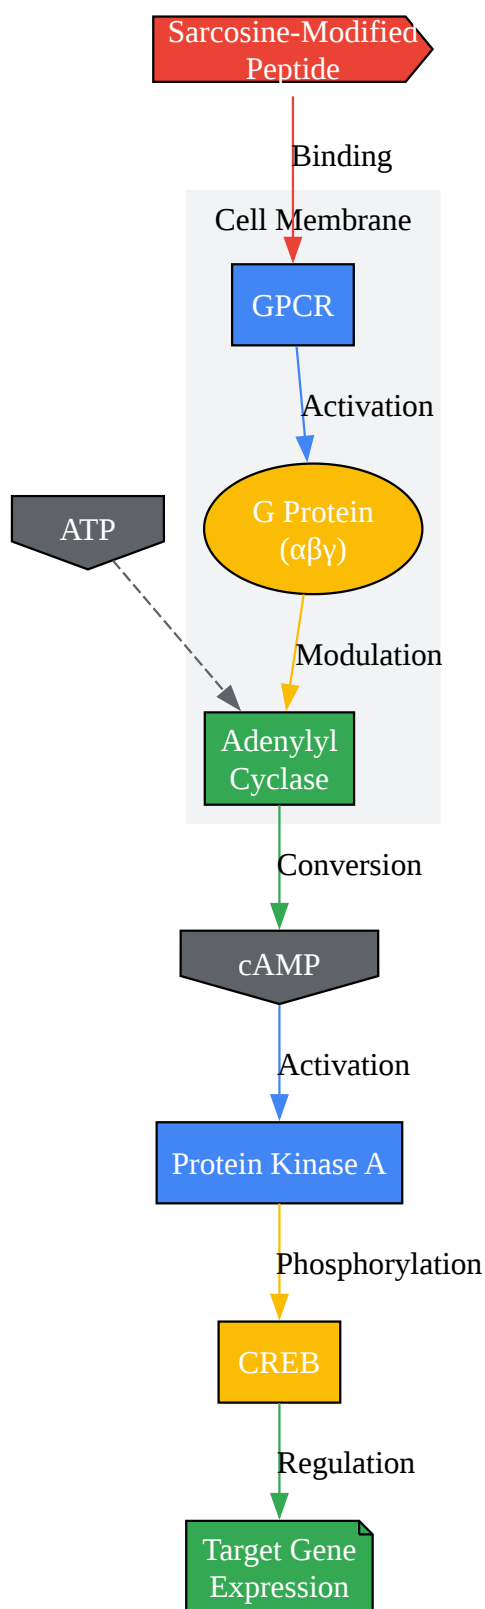 Sarcosine-Modified
Peptide
Binding
Cell Membrane
GPCR
Activation
G Protein
(αβγ)
ATP
Modulation
Adenylyl
Cyclase
Conversion
cAMP
Activation
Protein Kinase A
Phosphorylation
CREB
Regulation
Target Gene
Expression